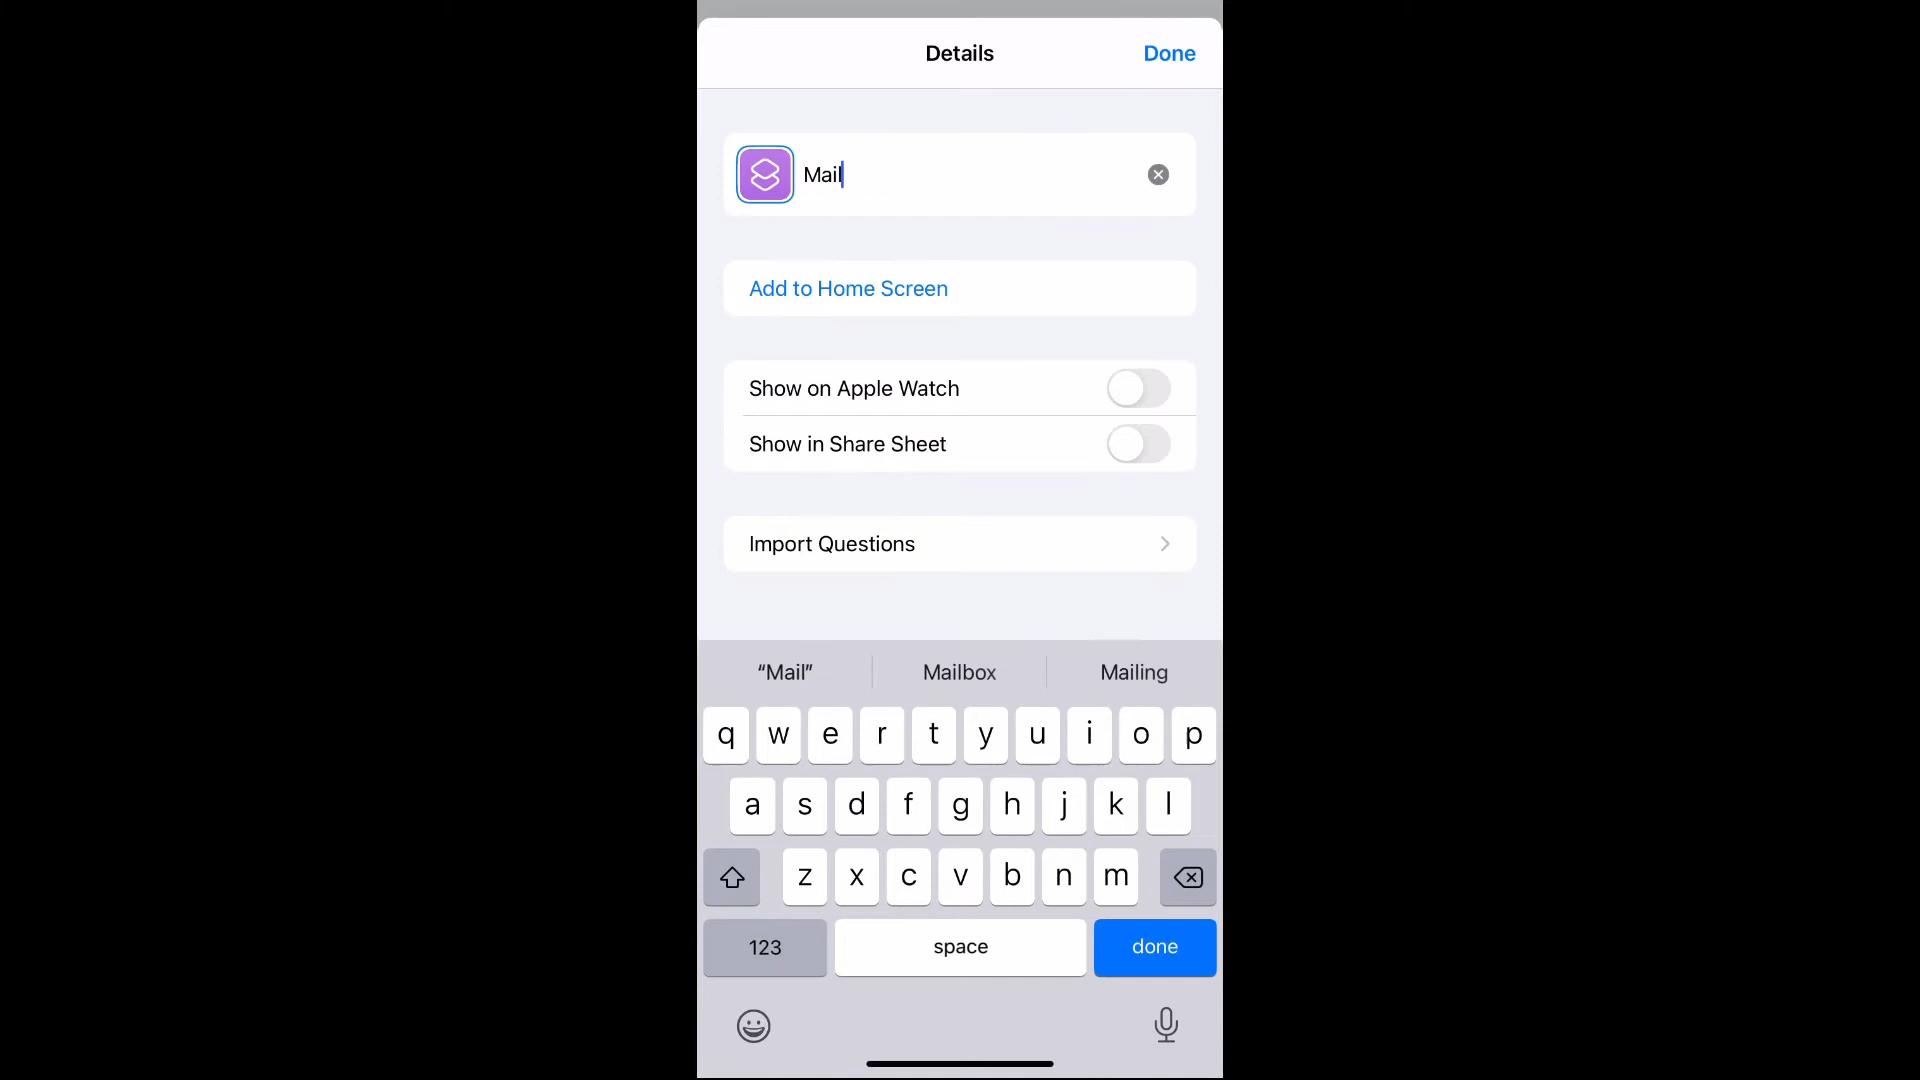 Details Done
Mail
Add to Home Screen
Show on Apple Watch
Show in Share Sheet
Import Questions
“Mail” Mailbox Mailing
q w e r t y u i o p
a s d f g h j k l
z x c v b n m
123 space done